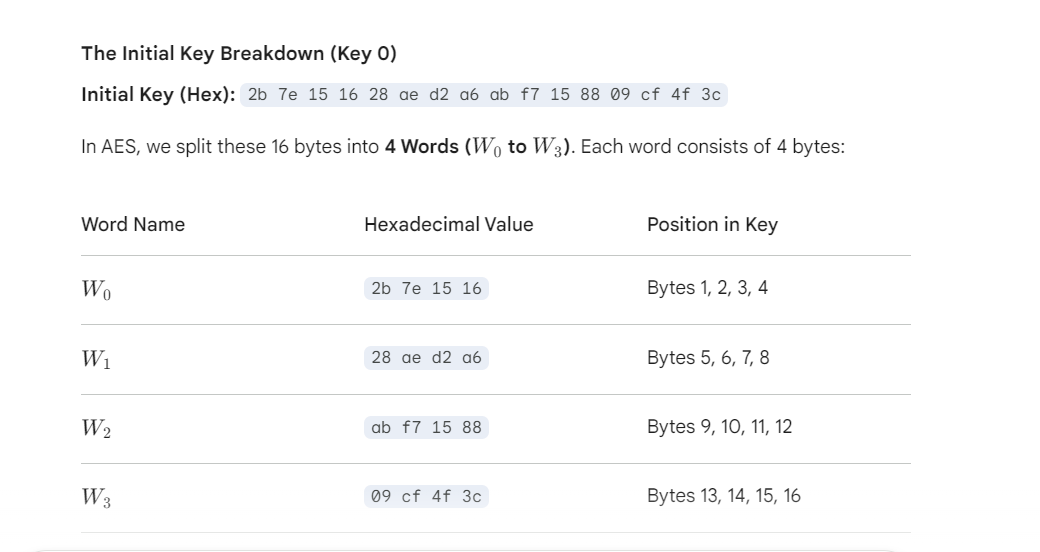 The Initial Key Breakdown (Key 0)
Initial Key (Hex): 2b 7e 15 16 28 ae d2 a6 ab f7 15 88 09 cf 4f 3c
In AES, we split these 16 bytes into 4 Words (W₀ to W₃). Each word consists of 4 bytes:
Word Name Hexadecimal Value Position in Key
W₀ 2b 7e 15 16 Bytes 1, 2, 3, 4
W₁ 28 ae d2 a6 Bytes 5, 6, 7, 8
W₂ ab f7 15 88 Bytes 9, 10, 11, 12
W₃ 09 cf 4f 3c Bytes 13, 14, 15, 16